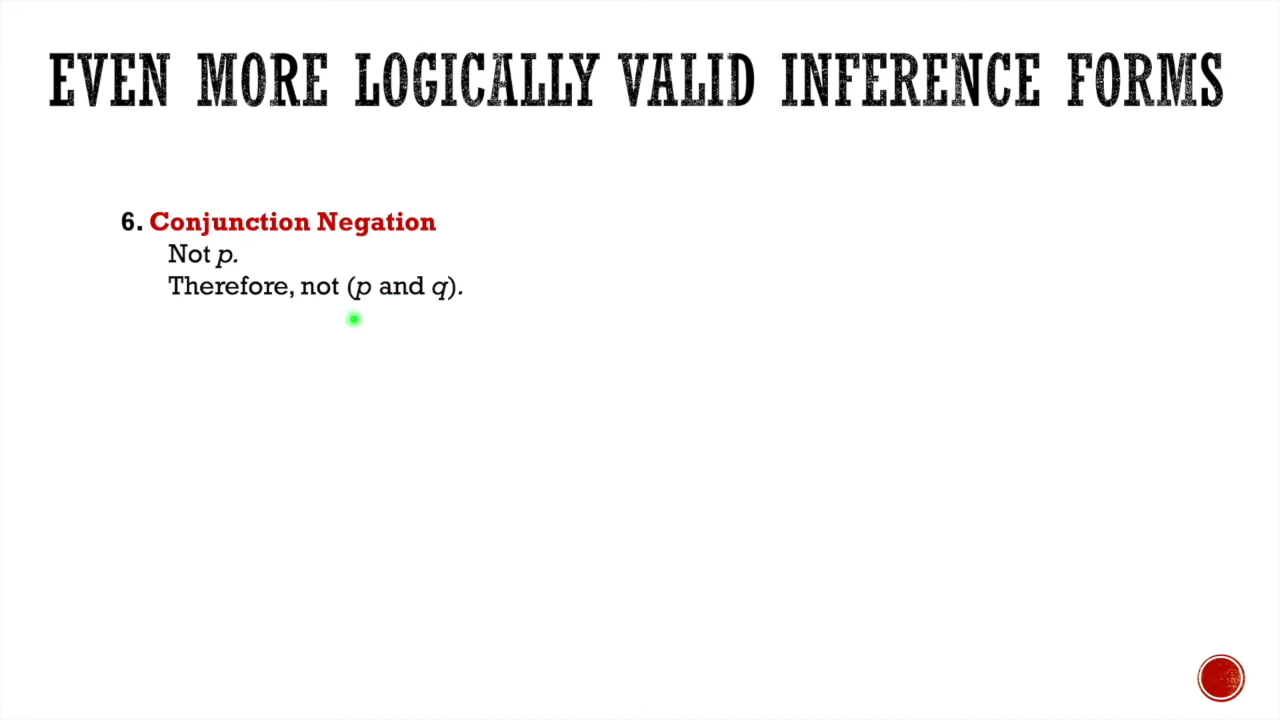 EVEN MORE LOGICALLY VALID INFERENCE FORMS
6. Conjunction Negation
Not p.
Therefore, not (p and q).